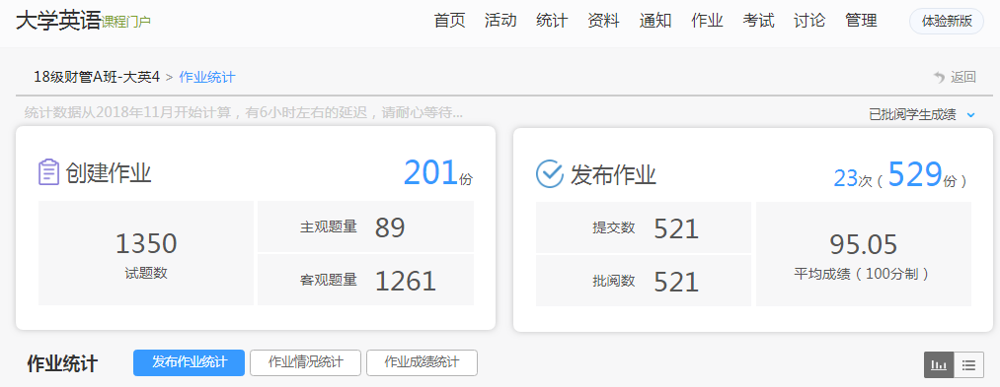 大学英语课程门户 首页 活动 统计 资料 通知 作业 考试 讨论 管理 体验新版
18级财管A班-大英4 > 作业统计 返回
统计数据从2018年11月开始计算，有6小时左右的延迟，请耐心等待... 已批阅学生成绩
创建作业 201份
1350
试题数
主观题量 89
客观题量 1261
发布作业 23次（529份）
提交数 521
批阅数 521
95.05
平均成绩（100分制）
作业统计 发布作业统计 作业情况统计 作业成绩统计